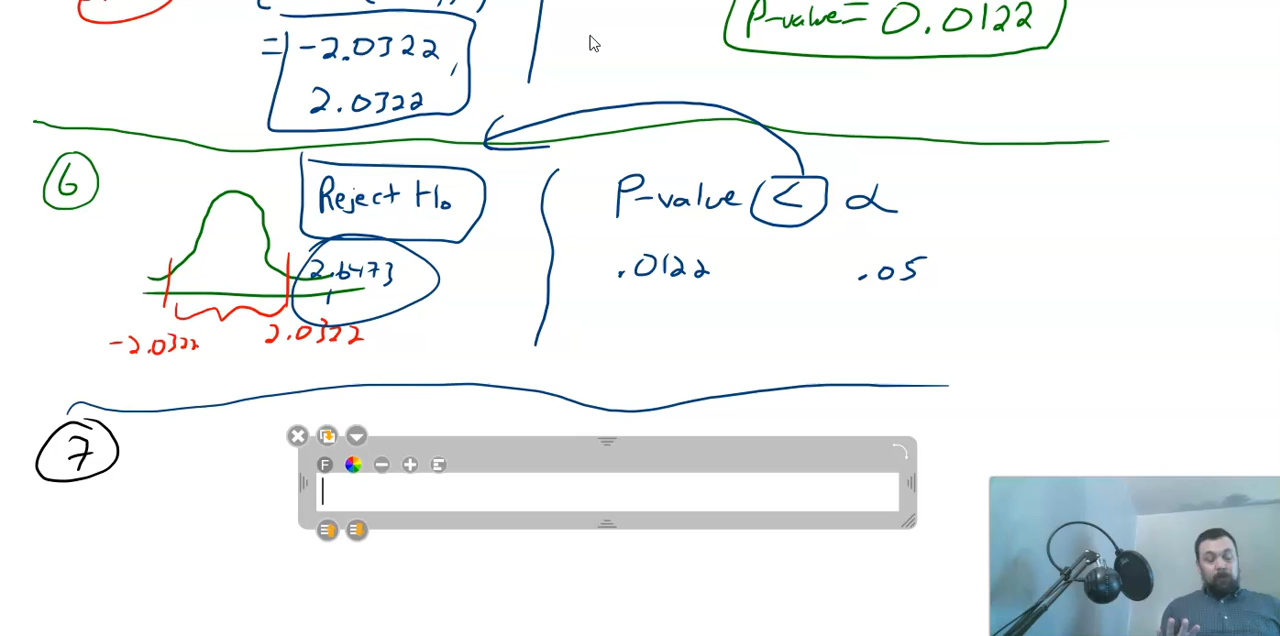 = -2.0322,
2.0322
P-value = 0.0122
6
Reject H₀
2.6473
-2.0322
2.0322
P-value < α
.0122 .05
7
F